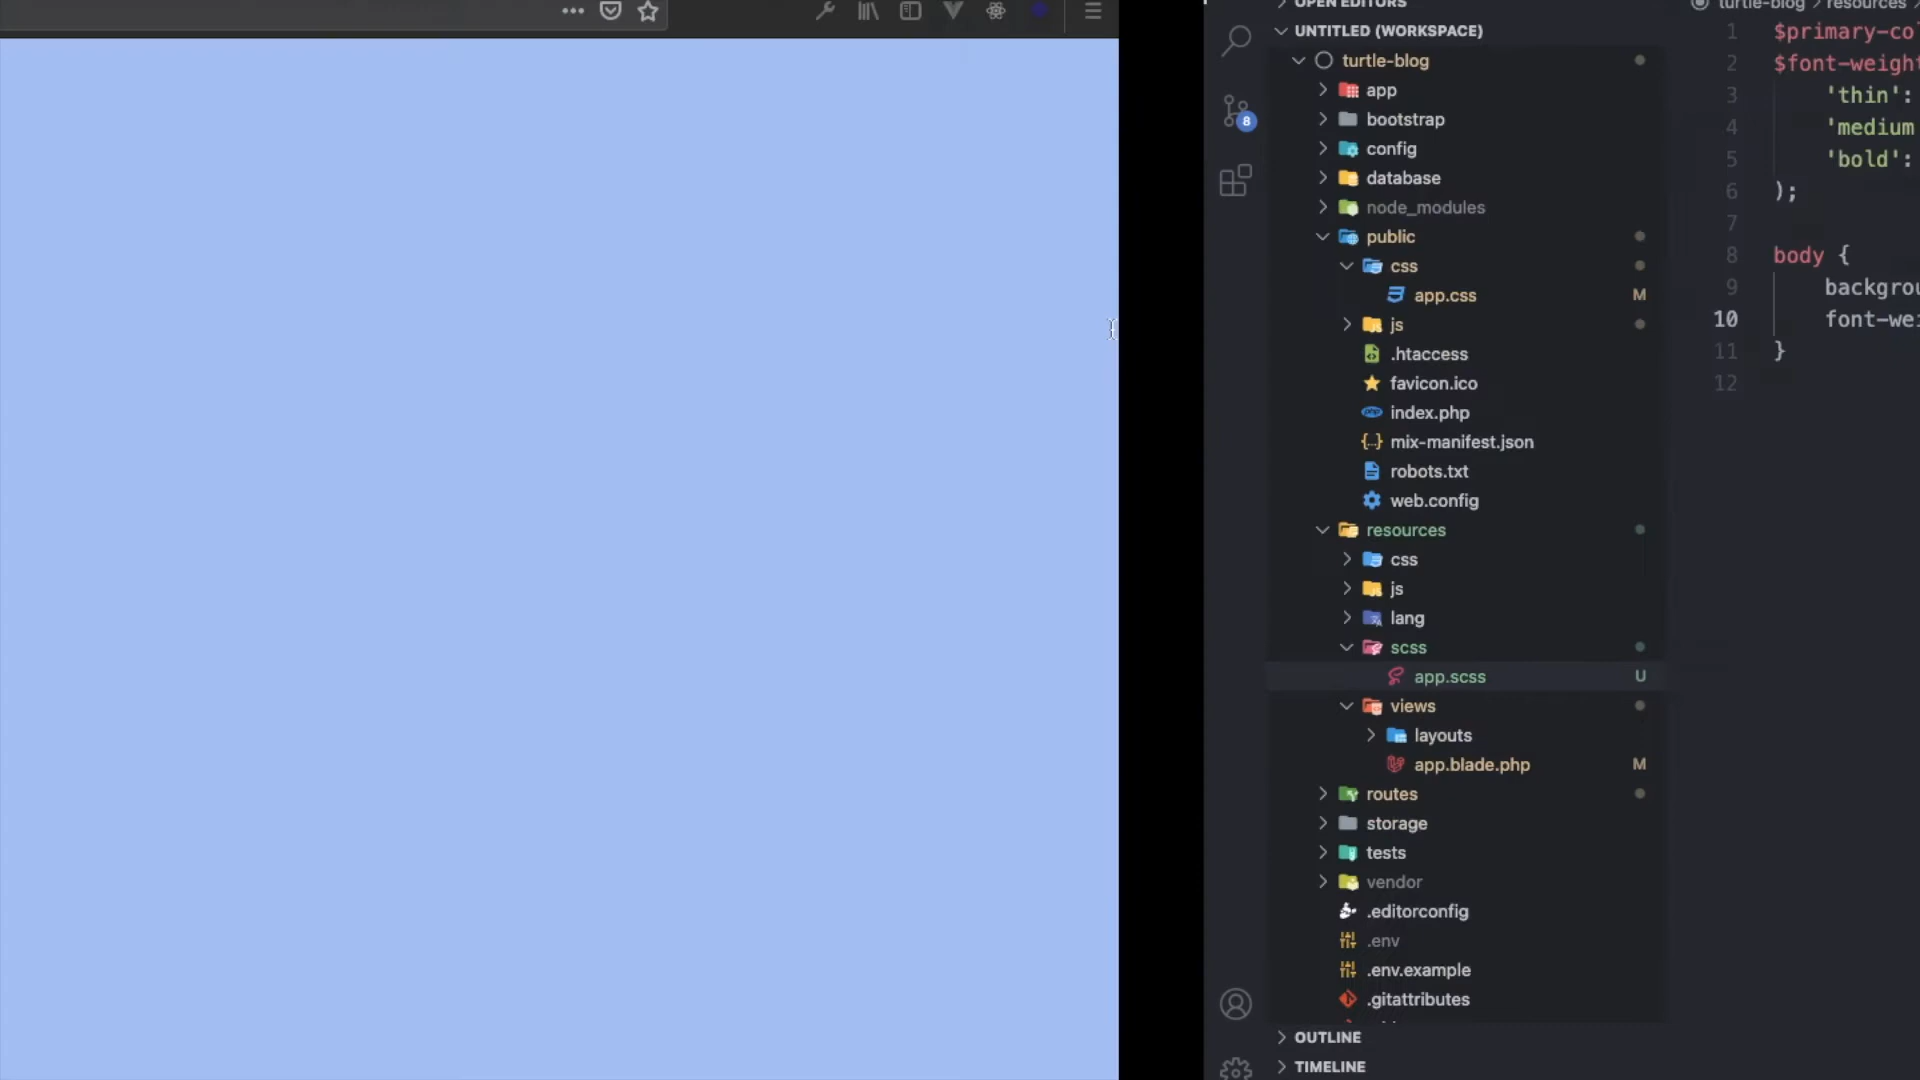 OPEN EDITORS
UNTITLED (WORKSPACE)
turtle-blog
app
bootstrap
config
database
node_modules
public
css
app.css M
js
.htaccess
favicon.ico
index.php
mix-manifest.json
robots.txt
web.config
resources
css
js
lang
scss
app.scss U
views
layouts
app.blade.php M
routes
storage
tests
vendor
.editorconfig
.env
.env.example
.gitattributes
OUTLINE
TIMELINE
8
turtle-blog > resources >
1 $primary-co
2 $font-weight
3 'thin':
4 'medium
5 'bold':
6 );
7
8 body {
9 backgrou
10 font-wei
11 }
12